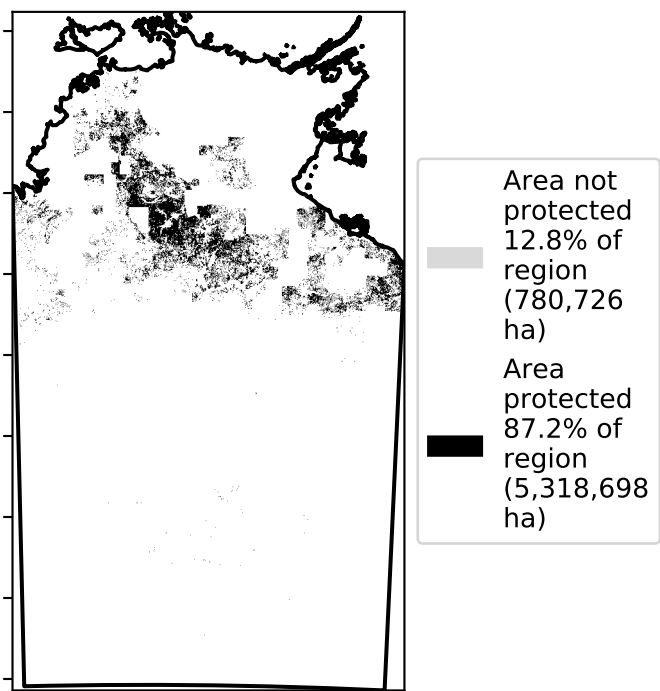 Area not
protected
12.8% of
region
(780,726
ha)
Area
protected
87.2% of
region
(5,318,698
ha)